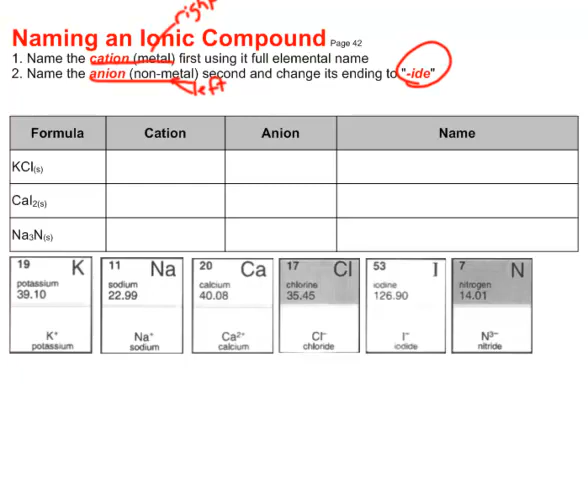 right
Naming an Ionic Compound Page 42
1. Name the cation (metal) first using it full elemental name
2. Name the anion (non-metal) second and change its ending to "-ide"
left
Formula Cation Anion Name
KCl(s)
CaI2(s)
Na3N(s)
19 K 11 Na 20 Ca 17 Cl 53 I 7 N
potassium sodium calcium chlorine iodine nitrogen
39.10 22.99 40.08 35.45 126.90 14.01
K+ Na+ Ca2+ Cl− I− N3−
potassium sodium calcium chloride iodide nitride